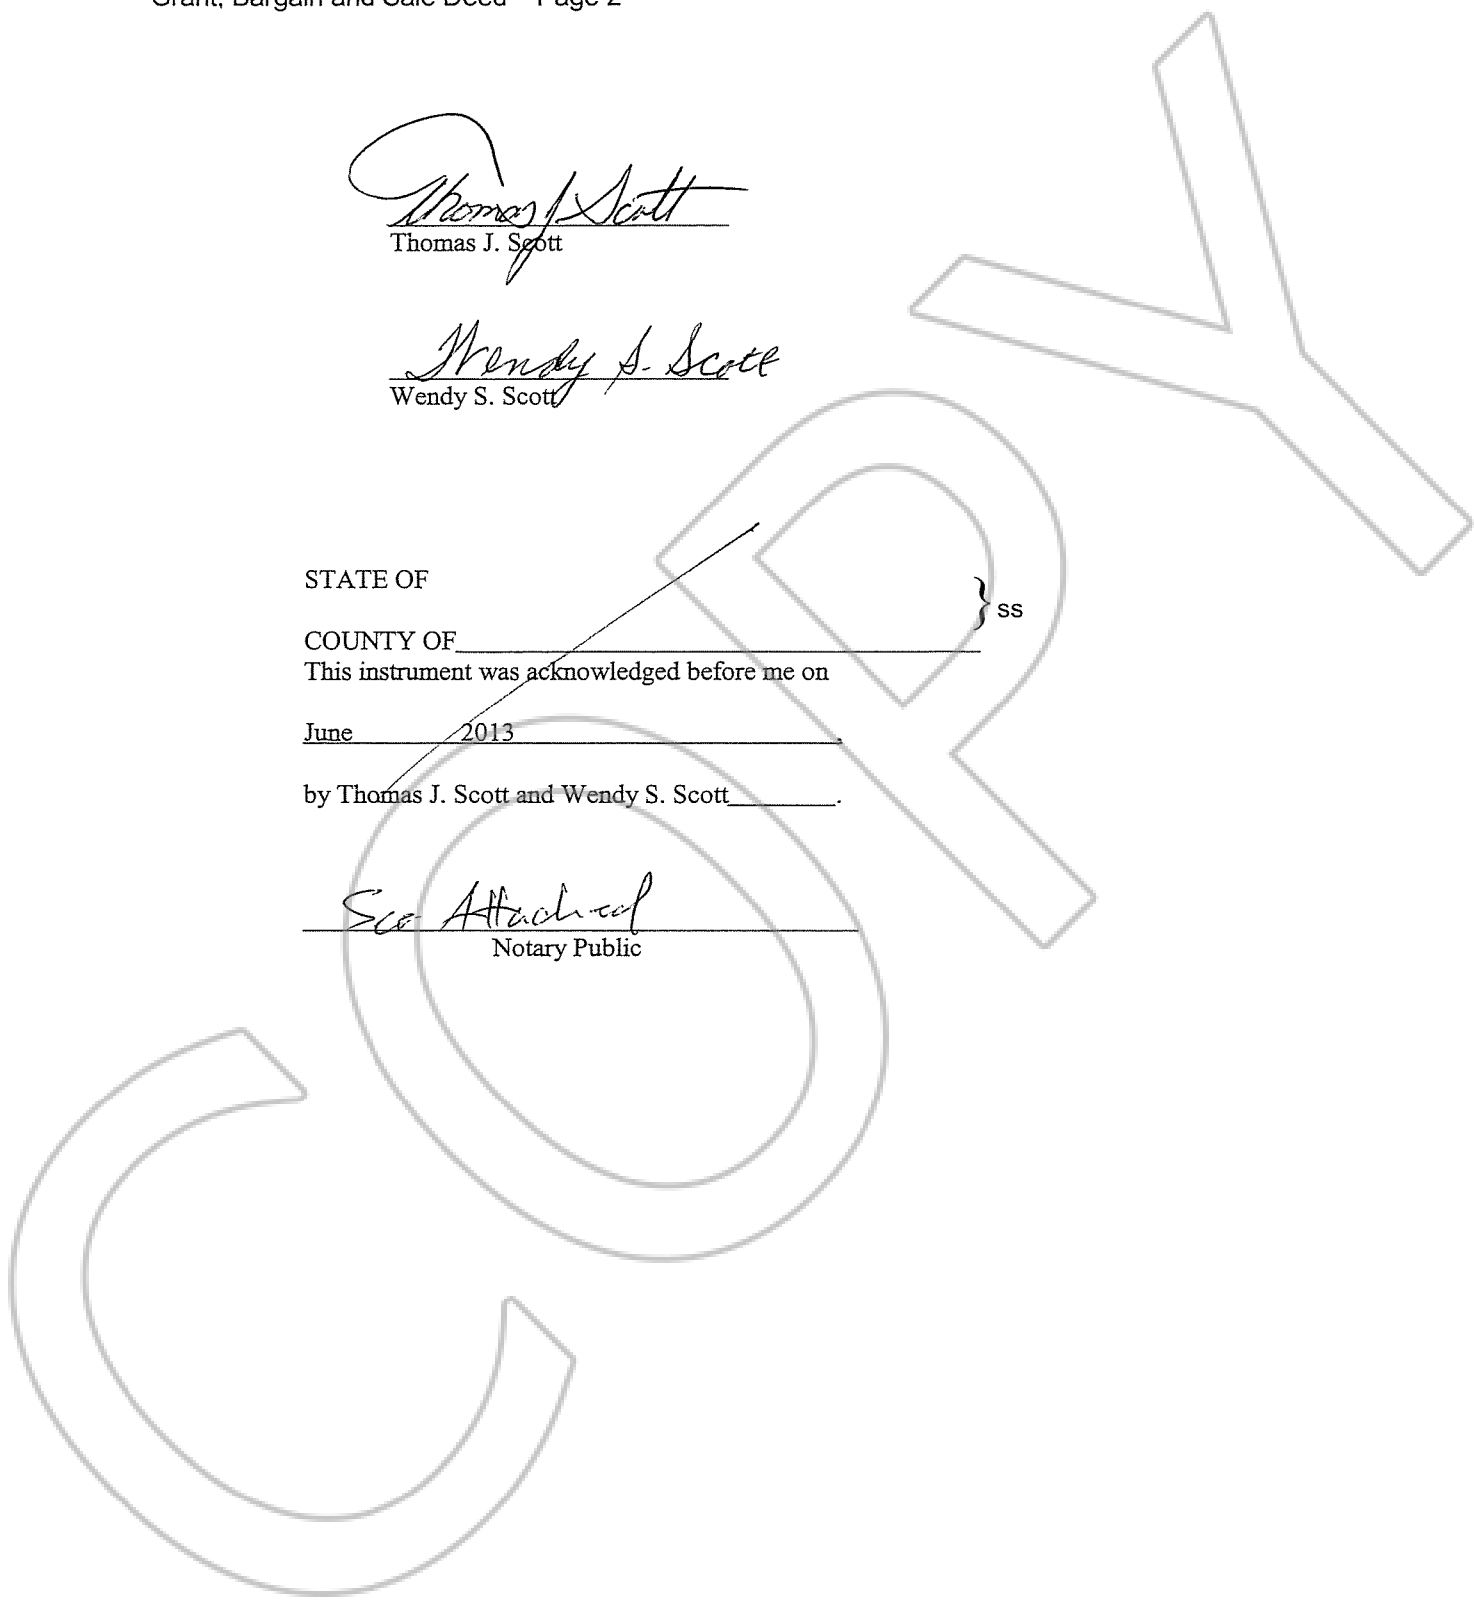 Grant, Bargain and Sale Deed – Page 2
Thomas J Scott
Thomas J. Scott
Wendy S. Scott
Wendy S. Scott
STATE OF
} ss
COUNTY OF
This instrument was acknowledged before me on
June 2013 .
by Thomas J. Scott and Wendy S. Scott .
See Attached
Notary Public
COPY